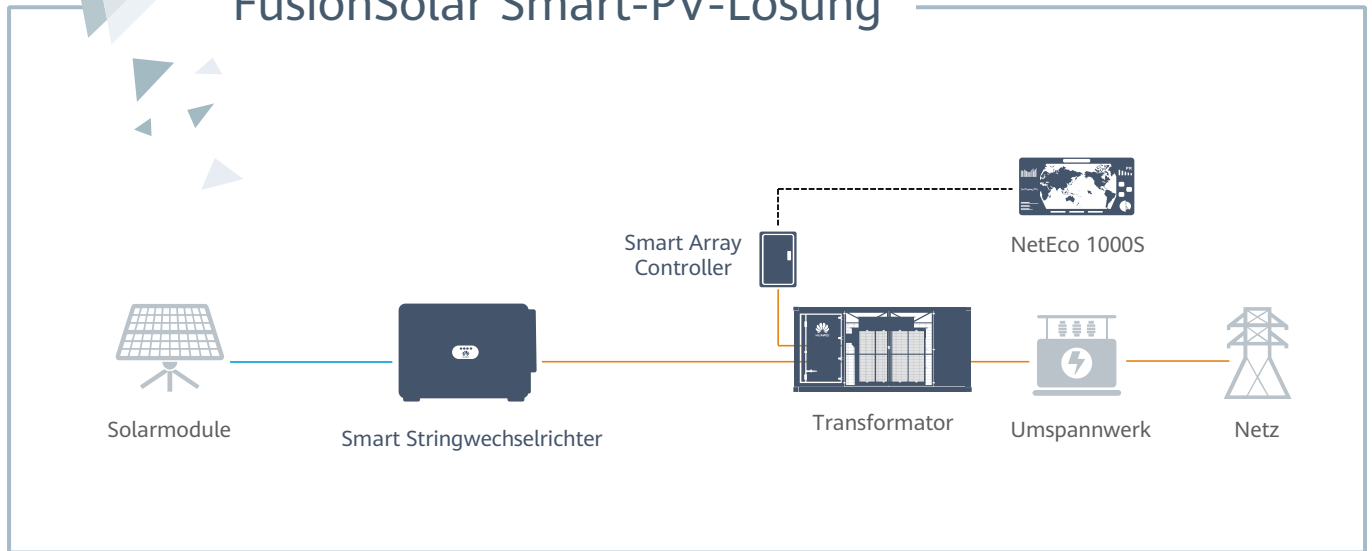 FusionSolar Smart-PV-Lösung
NetEco 1000S
Smart Array
Controller
Solarmodule
Smart Stringwechselrichter
Transformator
Umspannwerk
Netz